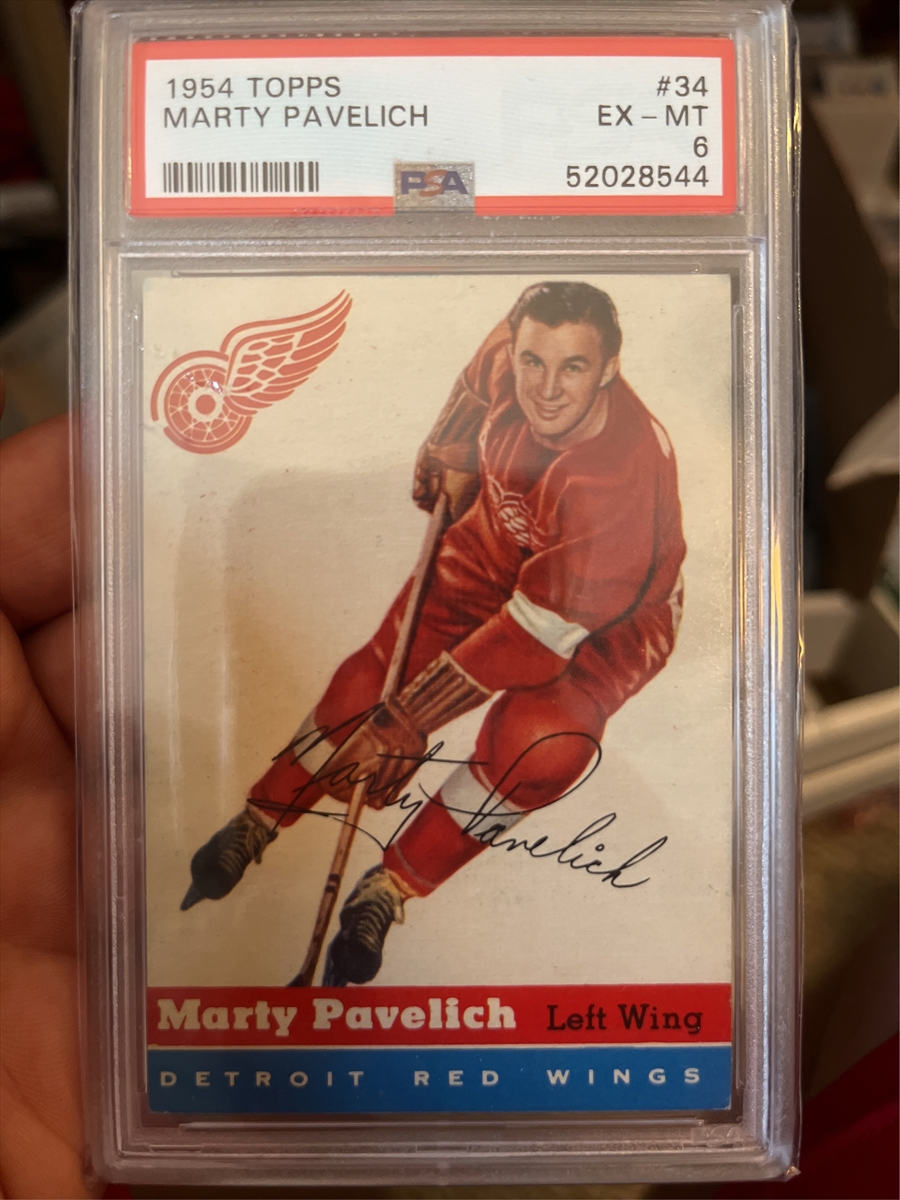 1954 TOPPS #34
MARTY PAVELICH EX - MT
6
52028544
PSA
Marty Pavelich
Marty Pavelich Left Wing
DETROIT RED WINGS